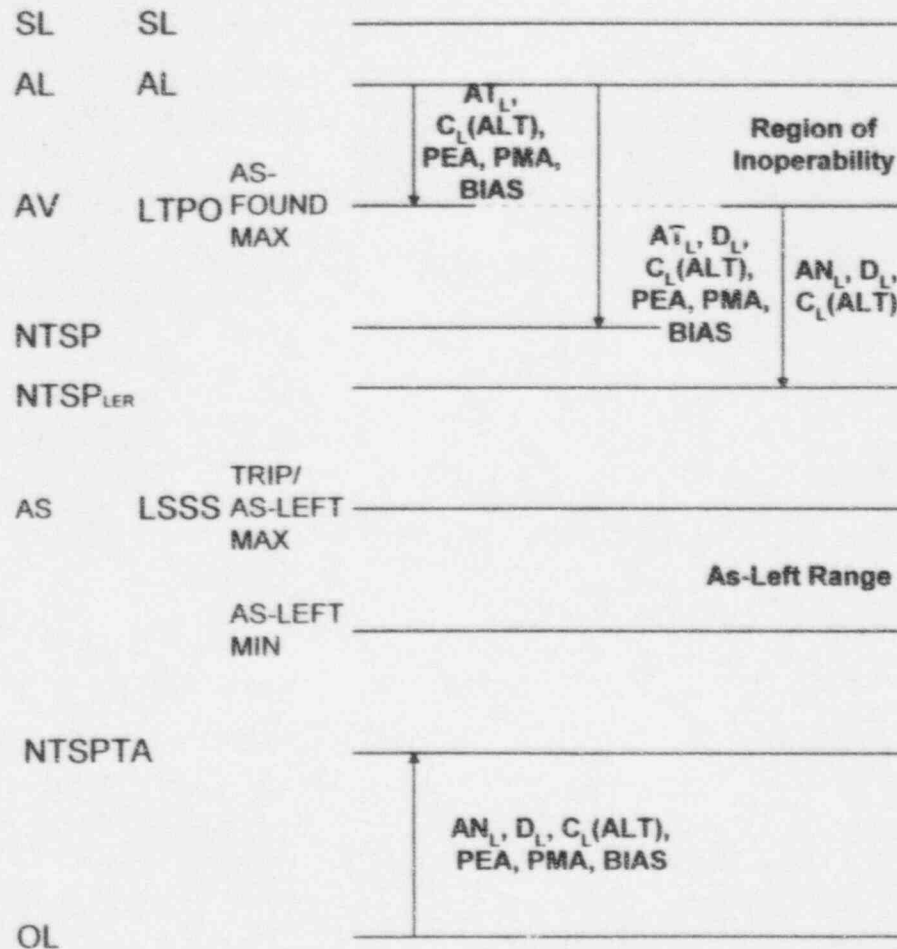 SL SL
AL AL
AT_L,
C_L(ALT),
PEA, PMA,
BIAS
Region of
Inoperability
AV LTPO AS-
FOUND
MAX
AT_L, D_L,
C_L(ALT),
PEA, PMA,
BIAS
AN_L, D_L,
C_L(ALT)
NTSP
NTSP_LER
AS LSSS TRIP/
AS-LEFT
MAX
As-Left Range
AS-LEFT
MIN
NTSPTA
AN_L, D_L, C_L(ALT),
PEA, PMA, BIAS
OL